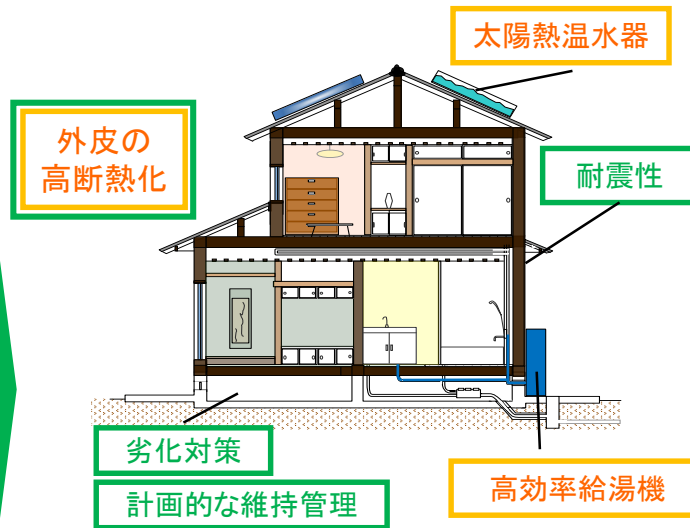 太陽熱温水器
外皮の
高断熱化
耐震性
劣化対策
計画的な維持管理
高効率給湯機